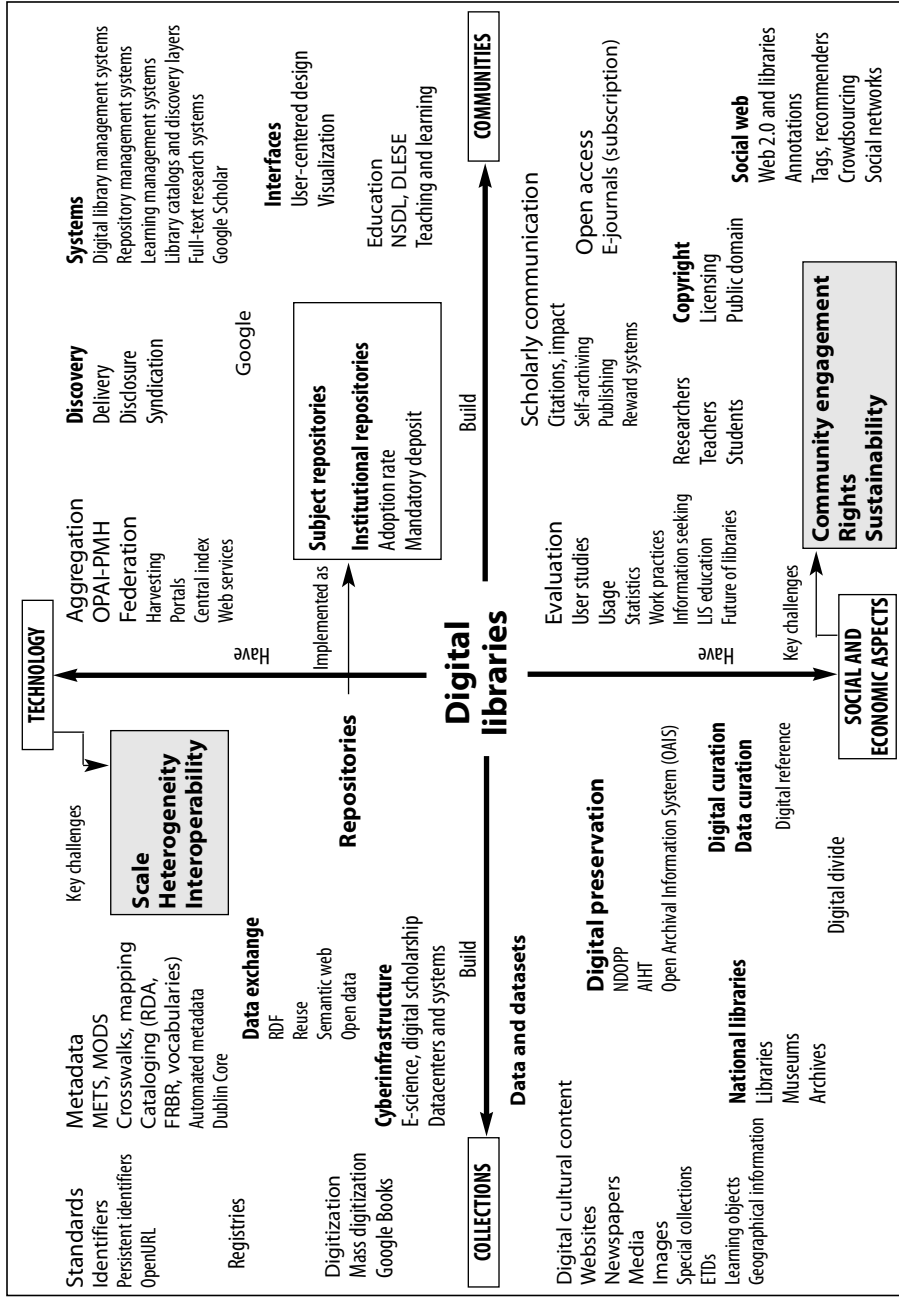 TECHNOLOGY
Key challenges
Scale
Heterogeneity
Interoperability
Standards
Identifiers
Persistent identifiers
OpenURL
Registries
Metadata
METS, MODS
Crosswalks, mapping
Cataloging (RDA,
FRBR, vocabularies)
Automated metadata
Dublin Core
Data exchange
RDF
Reuse
Semantic web
Open data
Digitization
Mass digitization
Google Books
Cyberinfrastructure
E-science, digital scholarship
Datacenters and systems
Repositories
Implemented as
Have
Aggregation
OPAI-PMH
Federation
Harvesting
Portals
Central index
Web services
Discovery
Delivery
Disclosure
Syndication
Google
Systems
Digital library management systems
Repository magement systems
Learning management systems
Library catalogs and discovery layers
Full-text research systems
Google Scholar
Subject repositories
Institutional repositories
Adoption rate
Mandatory deposit
Interfaces
User-centered design
Visualization
Education
NSDL, DLESE
Teaching and learning
COLLECTIONS
Build
Digital
libraries
Build
COMMUNITIES
Data and datasets
Digital cultural content
Websites
Newspapers
Media
Images
Special collections
ETDs
Learning objects
Geographical information
Digital preservation
NDOPP
AIHT
Open Archival Information System (OAIS)
National libraries
Libraries
Museums
Archives
Digital curation
Data curation
Digital reference
Digital divide
Have
Evaluation
User studies
Usage
Statistics
Work practices
Information seeking
LIS education
Future of libraries
Scholarly communication
Citations, impact
Self-archiving
Publishing
Reward systems
Open access
E-journals (subscription)
Researchers
Teachers
Students
Copyright
Licensing
Public domain
Social web
Web 2.0 and libraries
Annotations
Tags, recommenders
Crowdsourcing
Social networks
SOCIAL AND
ECONOMIC ASPECTS
Key challenges
Community engagement
Rights
Sustainability